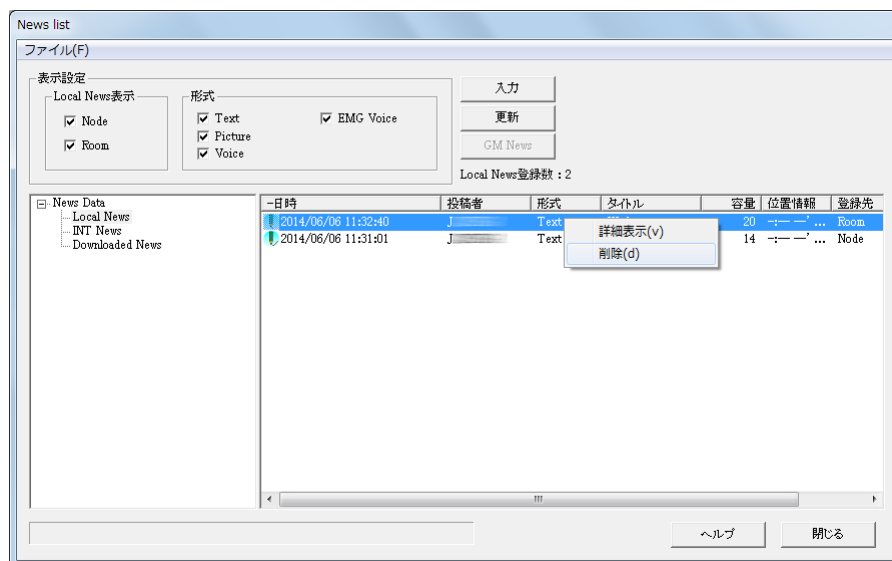 News list
ファイル(F)
表示設定
Local News表示
Node
Room
形式
Text
EMG Voice
Picture
Voice
入力
更新
GM News
Local News登録数：2
News Data
Local News
INT News
Downloaded News
−日時 投稿者 形式 タイトル 容量 位置情報 登録先
2014/06/06 11:32:40 J Text 20 -:-- --' ... Room
2014/06/06 11:31:01 J Text 14 -:-- --' ... Node
詳細表示(v)
削除(d)
ヘルプ
閉じる